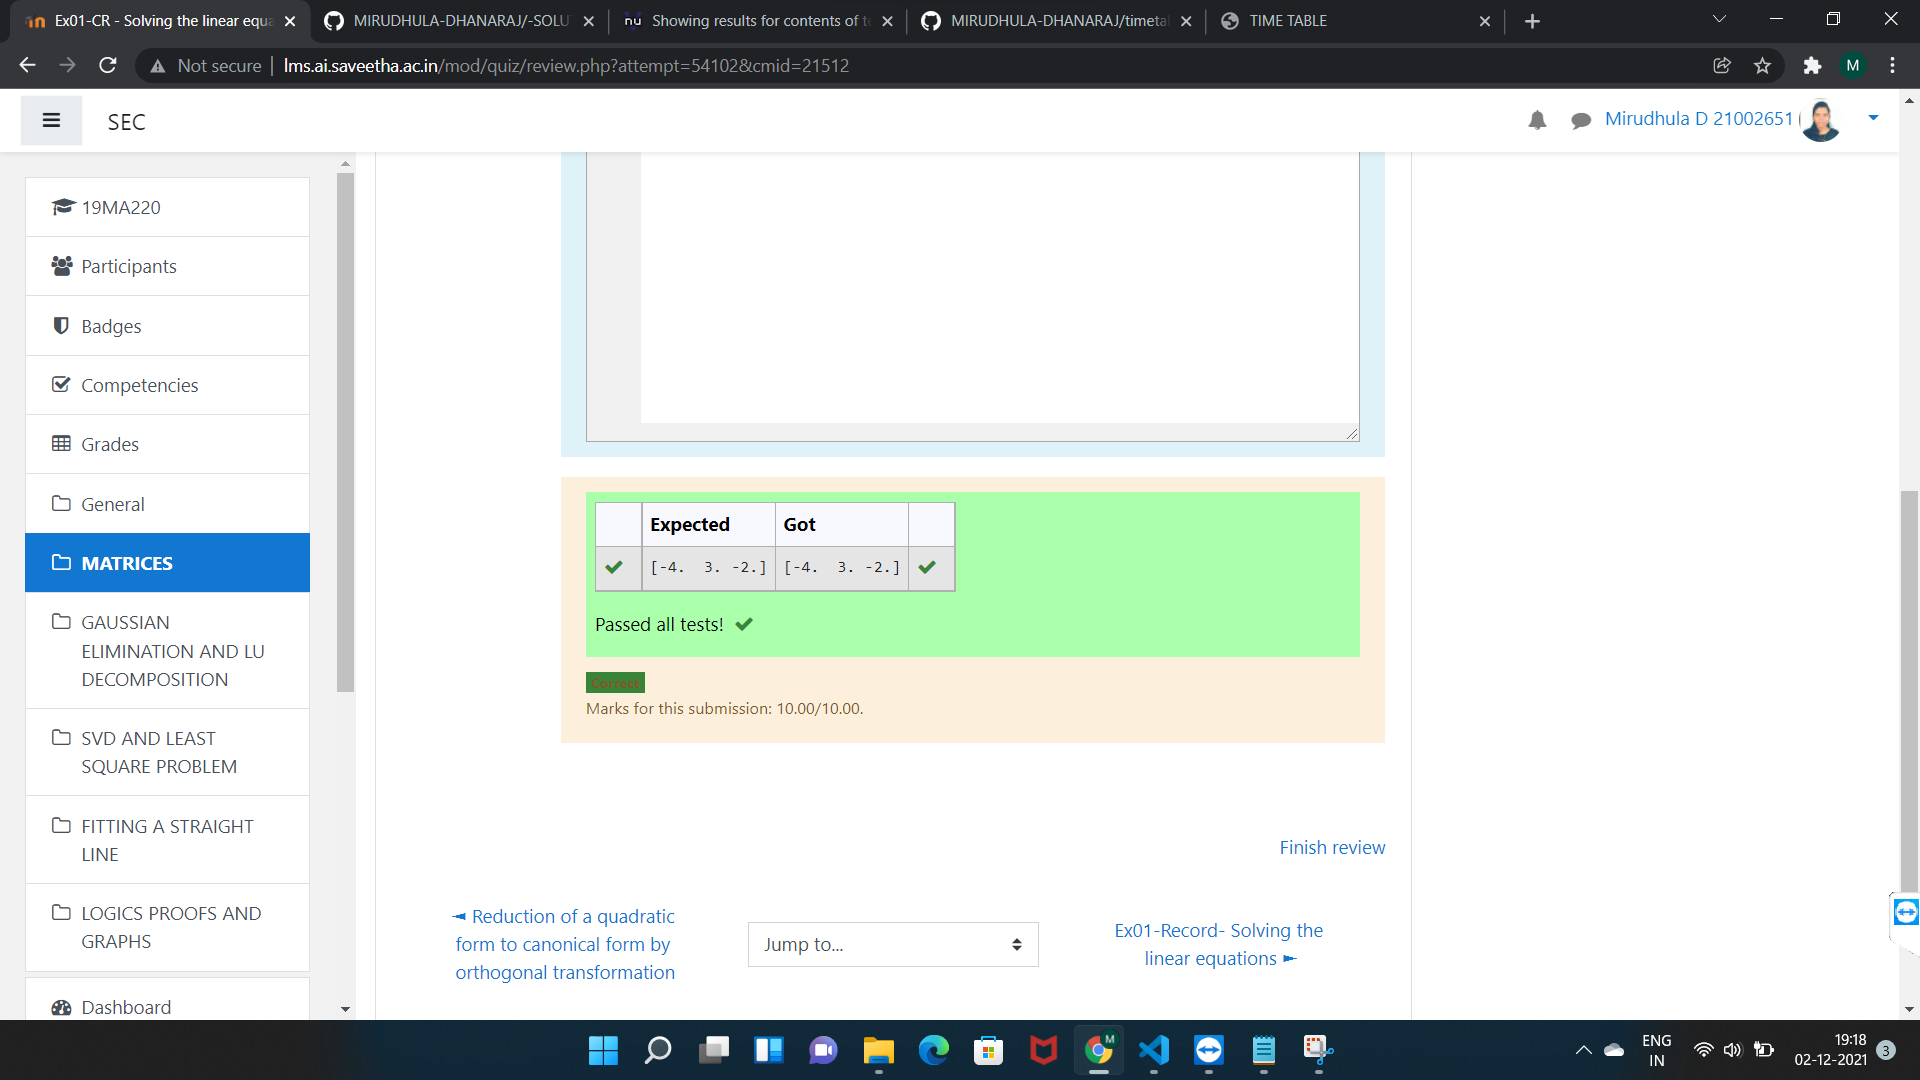 Ex01-CR - Solving the linear equa
MIRUDHULA-DHANARAJ/-SOLU
nu Showing results for contents of te
MIRUDHULA-DHANARAJ/timetal
TIME TABLE
Not secure
lms.ai.saveetha.ac.in/mod/quiz/review.php?attempt=54102&cmid=21512
M
SEC
Mirudhula D 21002651
19MA220
Participants
Badges
Competencies
Grades
General
MATRICES
GAUSSIAN
ELIMINATION AND LU
DECOMPOSITION
SVD AND LEAST
SQUARE PROBLEM
FITTING A STRAIGHT
LINE
LOGICS PROOFS AND
GRAPHS
Dashboard
Expected Got
[-4.  3. -2.] [-4.  3. -2.]
Passed all tests!
Correct
Marks for this submission: 10.00/10.00.
Finish review
◄ Reduction of a quadratic
form to canonical form by
orthogonal transformation
Jump to...
Ex01-Record- Solving the
linear equations ►
M
ENG
IN
19:18
02-12-2021
3